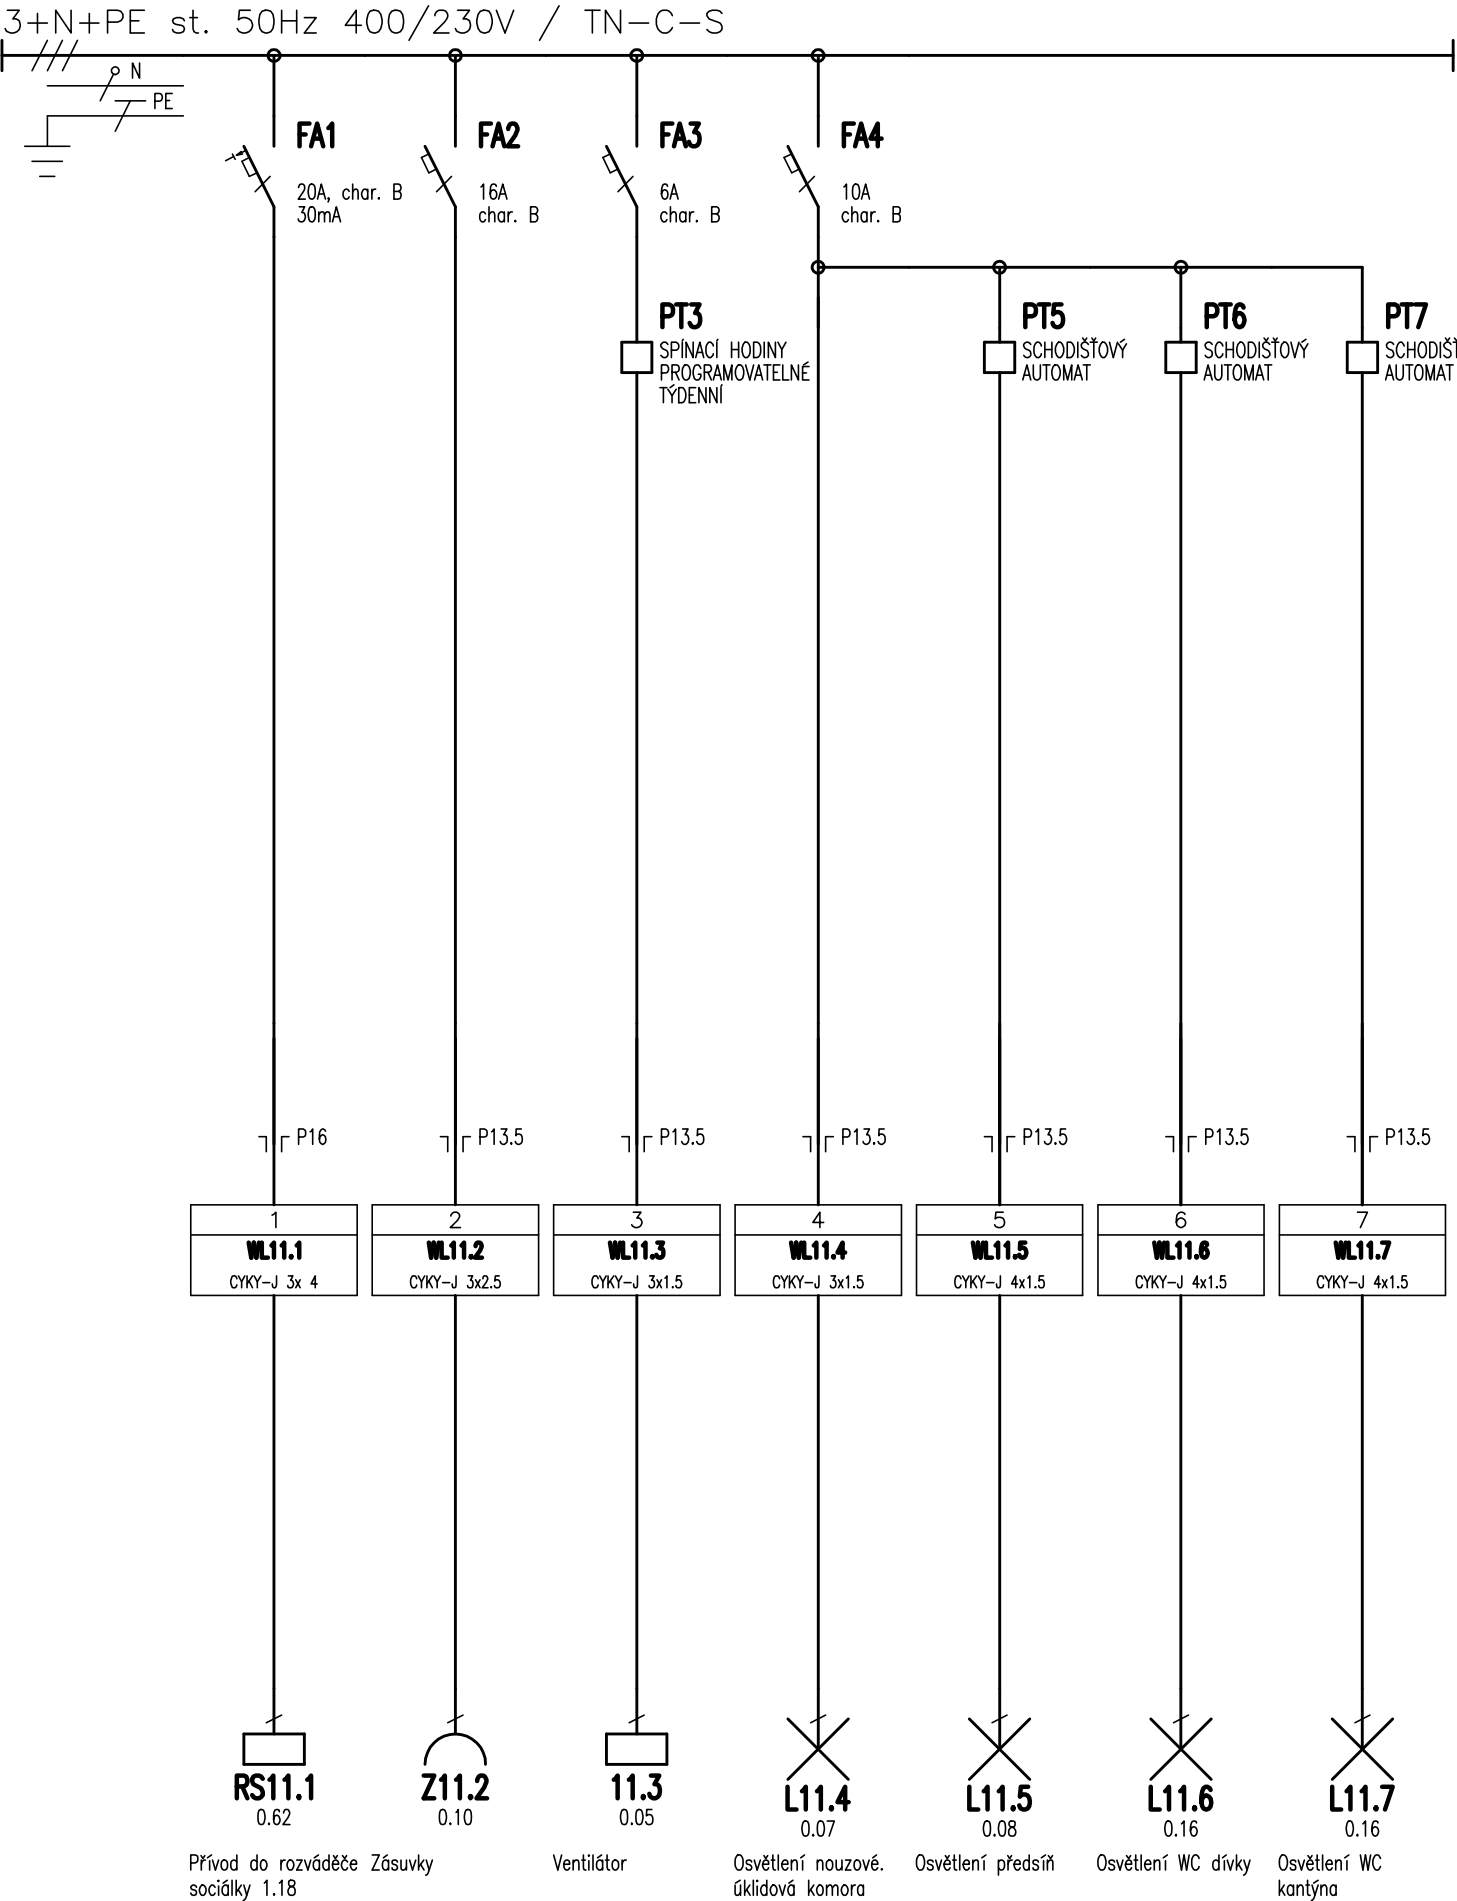 3+N+PE st. 50Hz 400/230V / TN-C-S
N
PE
FA1
20A, char. B
30mA
FA2
16A
char. B
FA3
6A
char. B
FA4
10A
char. B
PT3
SPÍNACÍ HODINY
PROGRAMOVATELNÉ
TÝDENNÍ
PT5
SCHODIŠŤOVÝ
AUTOMAT
PT6
SCHODIŠŤOVÝ
AUTOMAT
PT7
SCHODIŠŤ
AUTOMAT
P16
P13.5
P13.5
P13.5
P13.5
P13.5
P13.5
1
WL11.1
CYKY-J 3x 4
2
WL11.2
CYKY-J 3x2.5
3
WL11.3
CYKY-J 3x1.5
4
WL11.4
CYKY-J 3x1.5
5
WL11.5
CYKY-J 4x1.5
6
WL11.6
CYKY-J 4x1.5
7
WL11.7
CYKY-J 4x1.5
RS11.1
0.62
Přívod do rozváděče
sociálky 1.18
Z11.2
0.10
Zásuvky
11.3
0.05
Ventilátor
L11.4
0.07
Osvětlení nouzové.
úklidová komora
L11.5
0.08
Osvětlení předsíň
L11.6
0.16
Osvětlení WC dívky
L11.7
0.16
Osvětlení WC
kantýna